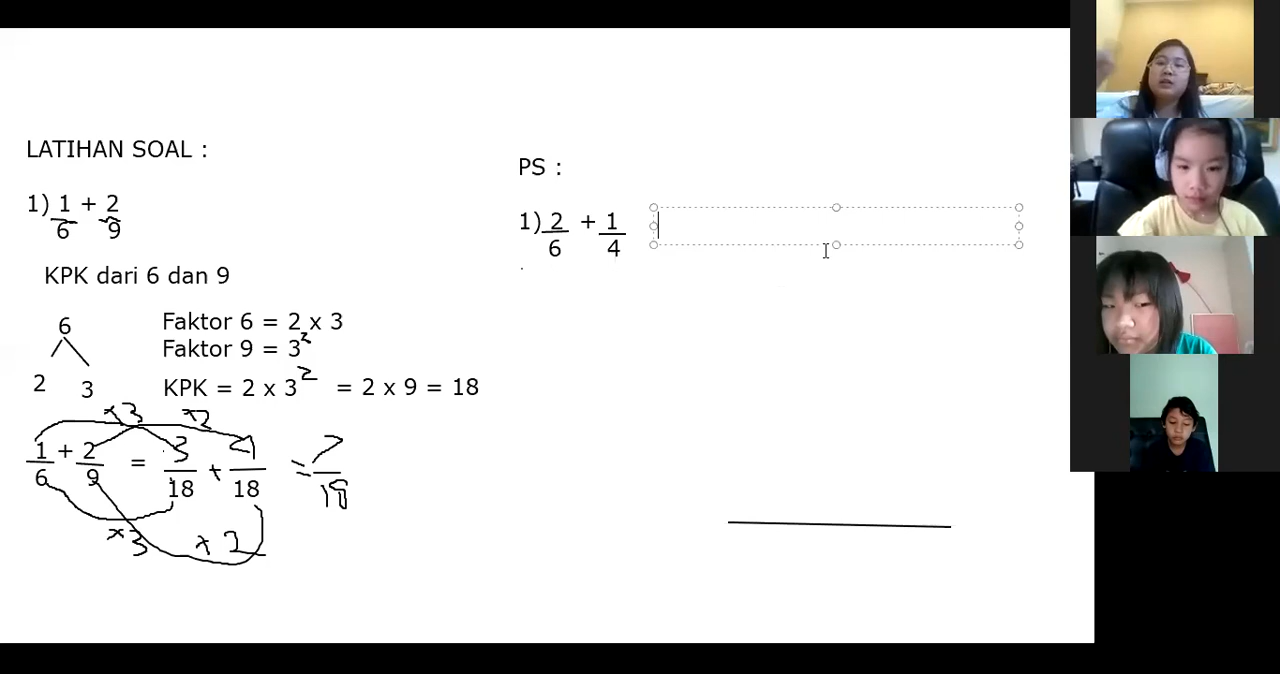 LATIHAN SOAL :
1) 1 + 2
6 9
KPK dari 6 dan 9
6
2 3
Faktor 6 = 2 x 3
Faktor 9 = 3²
KPK = 2 x 3² = 2 x 9 = 18
x3 x2
1 + 2 = 3 + 4 = 7
6 9 18 18 18
x3 x2
PS :
1) 2 + 1
6 4